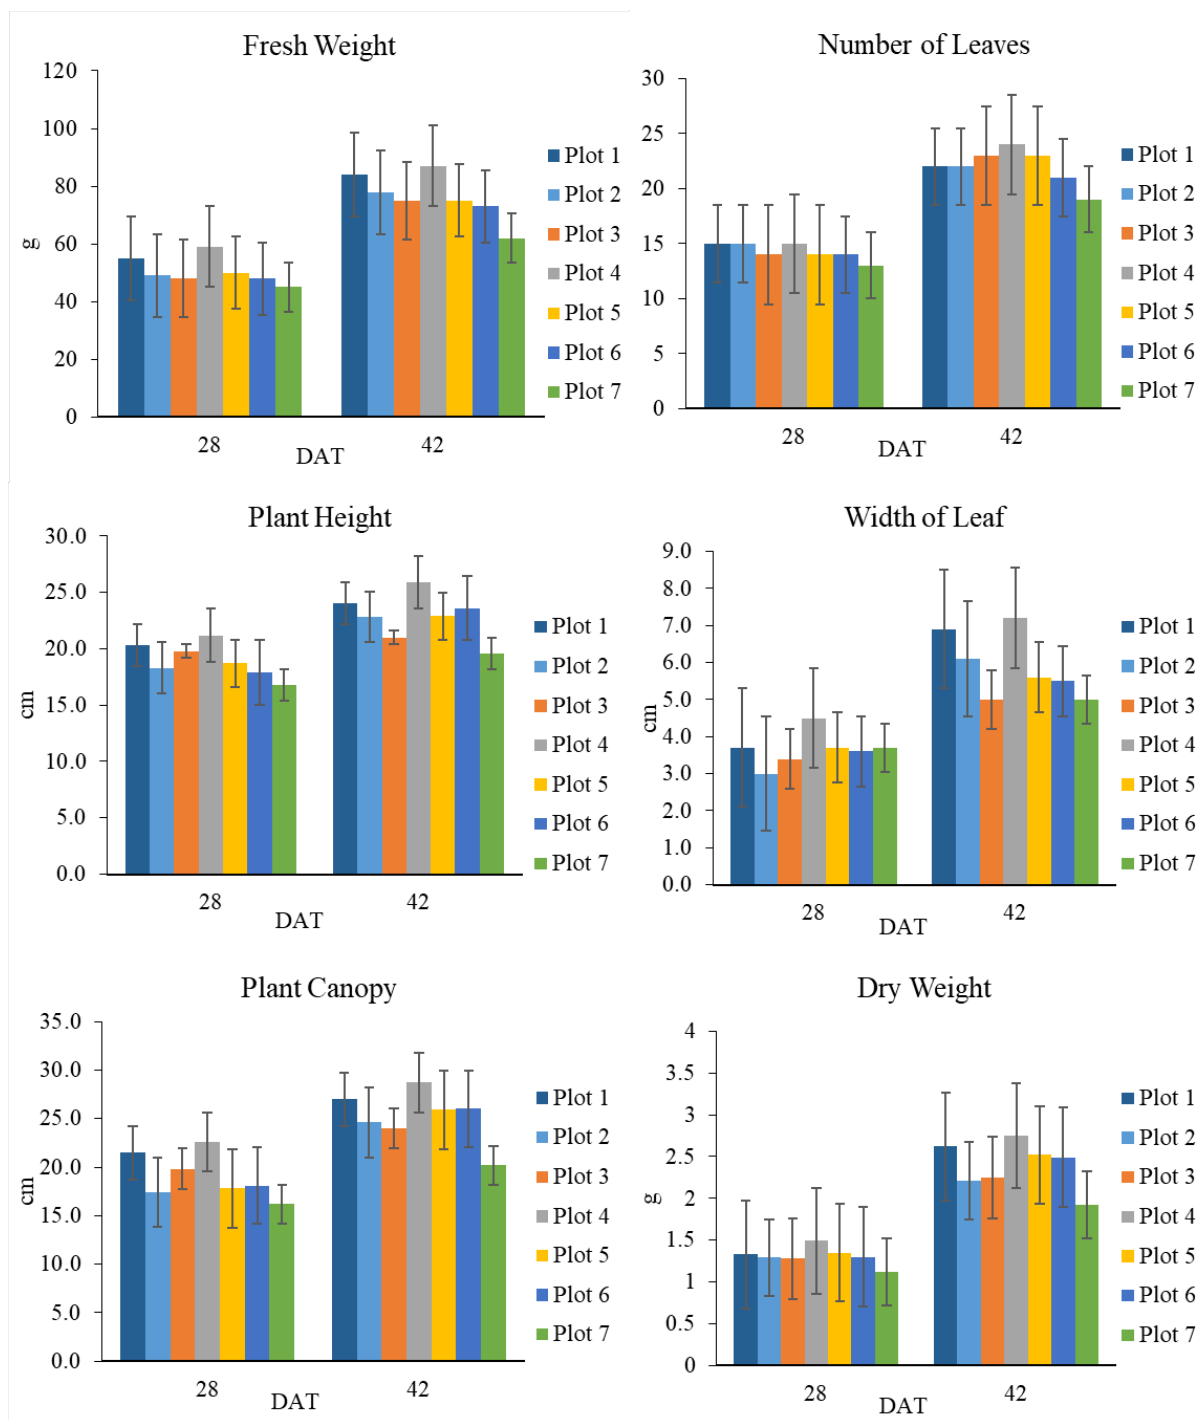 Fresh Weight
120
100
80
60
40
20
0
g
28
42
DAT
Plot 1
Plot 2
Plot 3
Plot 4
Plot 5
Plot 6
Plot 7
Number of Leaves
30
25
20
15
10
5
0
28
42
DAT
Plot 1
Plot 2
Plot 3
Plot 4
Plot 5
Plot 6
Plot 7
Plant Height
30.0
25.0
20.0
15.0
10.0
5.0
0.0
cm
28
42
DAT
Plot 1
Plot 2
Plot 3
Plot 4
Plot 5
Plot 6
Plot 7
Width of Leaf
9.0
8.0
7.0
6.0
5.0
4.0
3.0
2.0
1.0
0.0
cm
28
42
DAT
Plot 1
Plot 2
Plot 3
Plot 4
Plot 5
Plot 6
Plot 7
Plant Canopy
35.0
30.0
25.0
20.0
15.0
10.0
5.0
0.0
cm
28
42
DAT
Plot 1
Plot 2
Plot 3
Plot 4
Plot 5
Plot 6
Plot 7
Dry Weight
4
3.5
3
2.5
2
1.5
1
0.5
0
g
28
42
DAT
Plot 1
Plot 2
Plot 3
Plot 4
Plot 5
Plot 6
Plot 7